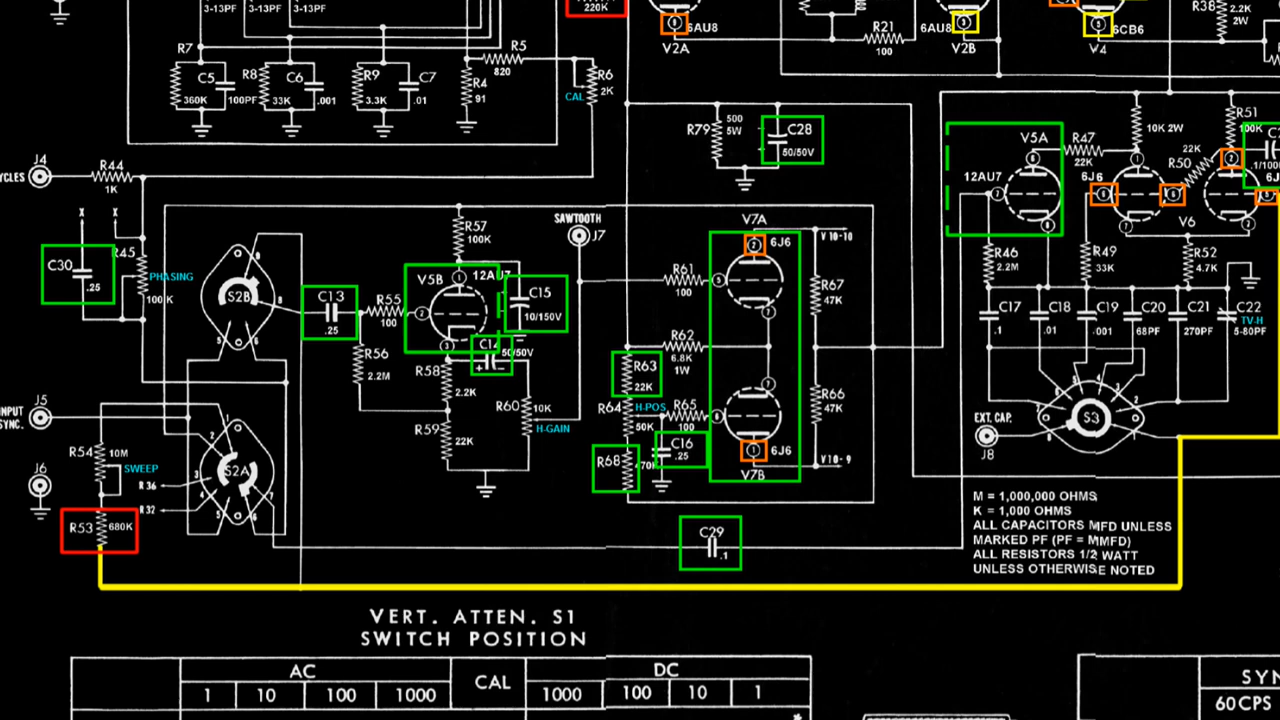 3-13PF
3-13PF
3-13PF
220K
6AU8
V2A
R21
100
6AU8
V2B
6CB6
V4
R38
2.2K
2W
R7
C5
360K
100PF
R8
C6
33K
.001
R9
C7
3.3K
.01
R5
820
R4
91
R6
2K
CAL
R79
500
5W
C28
50/50V
V5A
R47
22K
10K 2W
22K
R50
R51
100K
12AU7
6J6
V6
J4
YCLES
R44
1K
X
X
C30
.25
R45
PHASING
100 K
S2B
C13
.25
R55
100
R57
100K
V5B
12AU7
C15
10/150V
C14
50/50V
R56
2.2M
R58
2.2K
R59
22K
R60
10K
H-GAIN
SAWTOOTH
J7
V7A
6J6
V 10-10
R61
100
R67
47K
R62
6.8K
1W
R63
22K
R64
H-POS
50K
R65
100
C16
.25
R68
470K
6J6
V7B
R66
47K
V10-9
R46
2.2M
R49
33K
R52
4.7K
C17
.1
C18
.01
C19
.001
C20
68PF
C21
270PF
C22
TV-H
5-80PF
S3
EXT. CAP.
J8
J5
INPUT
SYNC.
J6
R54
10M
SWEEP
R 36
R 32
S2A
R53
680K
C29
.1
M = 1,000,000 OHMS
K = 1,000 OHMS
ALL CAPACITORS MFD UNLESS
MARKED PF (PF = MMFD)
ALL RESISTORS 1/2 WATT
UNLESS OTHERWISE NOTED
VERT. ATTEN. S1
SWITCH POSITION
AC
CAL
DC
1 10 100 1000 1000 100 10 1
*
SYN
60CPS